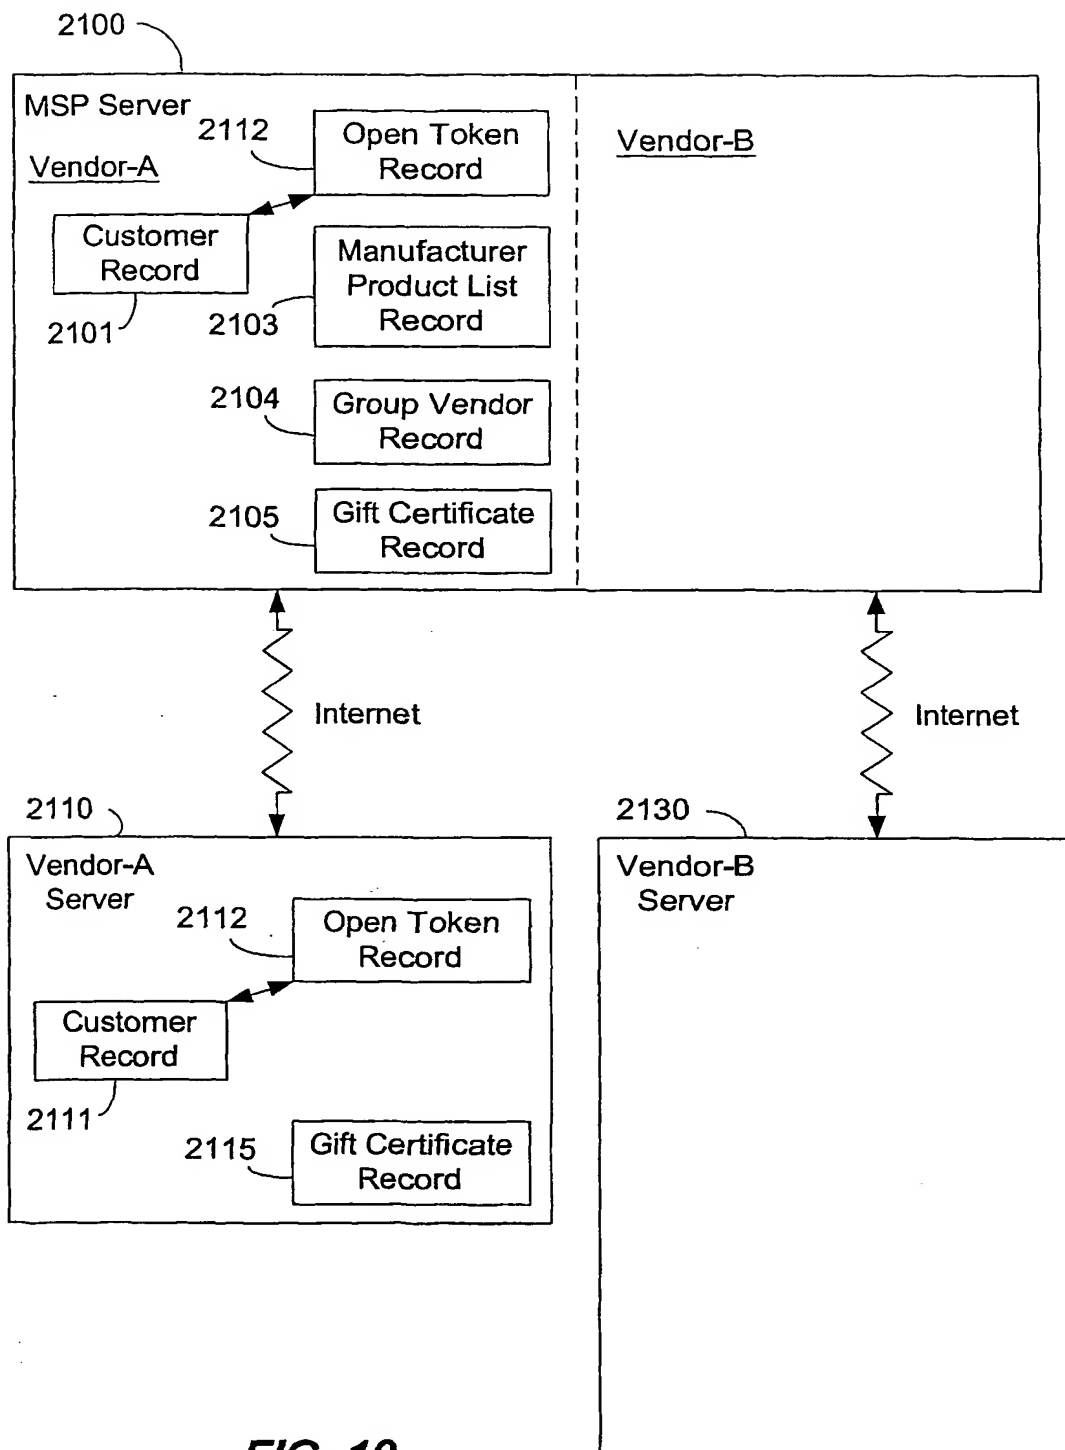 2100
MSP Server
Vendor-A
2112
Open Token
Record
Customer
Record
2101
Manufacturer
Product List
Record
2103
2104
Group Vendor
Record
2105
Gift Certificate
Record
Vendor-B
Internet
Internet
2110
Vendor-A
Server
2112
Open Token
Record
Customer
Record
2111
2115
Gift Certificate
Record
2130
Vendor-B
Server